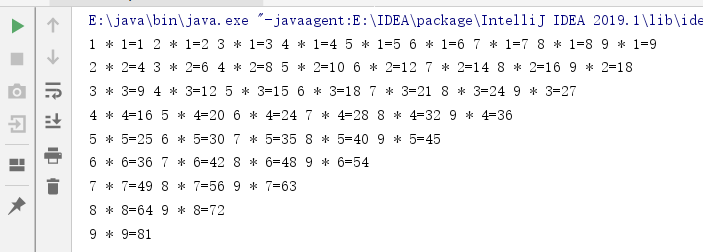 E:\java\bin\java.exe "-javaagent:E:\IDEA\package\IntelliJ IDEA 2019.1\lib\ide
1 * 1=1 2 * 1=2 3 * 1=3 4 * 1=4 5 * 1=5 6 * 1=6 7 * 1=7 8 * 1=8 9 * 1=9
2 * 2=4 3 * 2=6 4 * 2=8 5 * 2=10 6 * 2=12 7 * 2=14 8 * 2=16 9 * 2=18
3 * 3=9 4 * 3=12 5 * 3=15 6 * 3=18 7 * 3=21 8 * 3=24 9 * 3=27
4 * 4=16 5 * 4=20 6 * 4=24 7 * 4=28 8 * 4=32 9 * 4=36
5 * 5=25 6 * 5=30 7 * 5=35 8 * 5=40 9 * 5=45
6 * 6=36 7 * 6=42 8 * 6=48 9 * 6=54
7 * 7=49 8 * 7=56 9 * 7=63
8 * 8=64 9 * 8=72
9 * 9=81